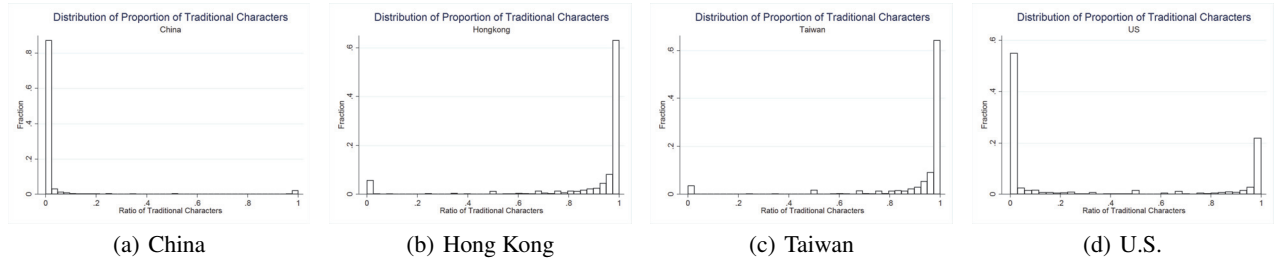 Distribution of Proportion of Traditional Characters
China
Fraction
0 .2 .4 .6 .8
0 .2 .4 .6 .8 1
Ratio of Traditional Characters
(a) China
Distribution of Proportion of Traditional Characters
Hongkong
Fraction
0 .2 .4 .6
0 .2 .4 .6 .8 1
Ratio of Traditional Characters
(b) Hong Kong
Distribution of Proportion of Traditional Characters
Taiwan
Fraction
0 .2 .4 .6
0 .2 .4 .6 .8 1
Ratio of Traditional Characters
(c) Taiwan
Distribution of Proportion of Traditional Characters
US
Fraction
0 .2 .4 .6
0 .2 .4 .6 .8 1
Ratio of Traditional Characters
(d) U.S.